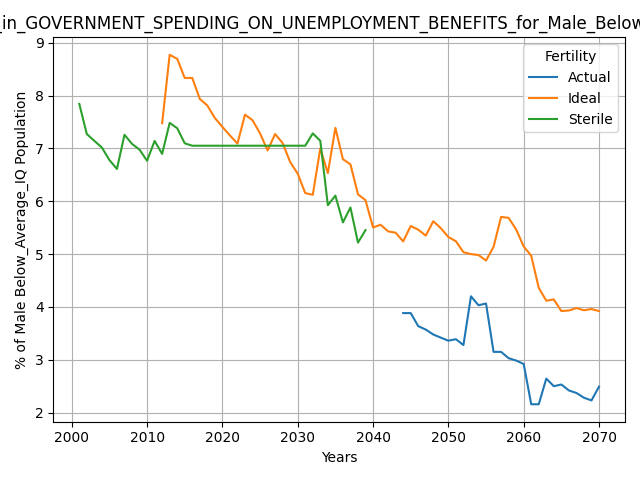 _in_GOVERNMENT_SPENDING_ON_UNEMPLOYMENT_BENEFITS_for_Male_Below
Fertility
Actual
Ideal
Sterile
% of Male Below_Average_IQ Population
9
8
7
6
5
4
3
2
2000 2010 2020 2030 2040 2050 2060 2070
Years